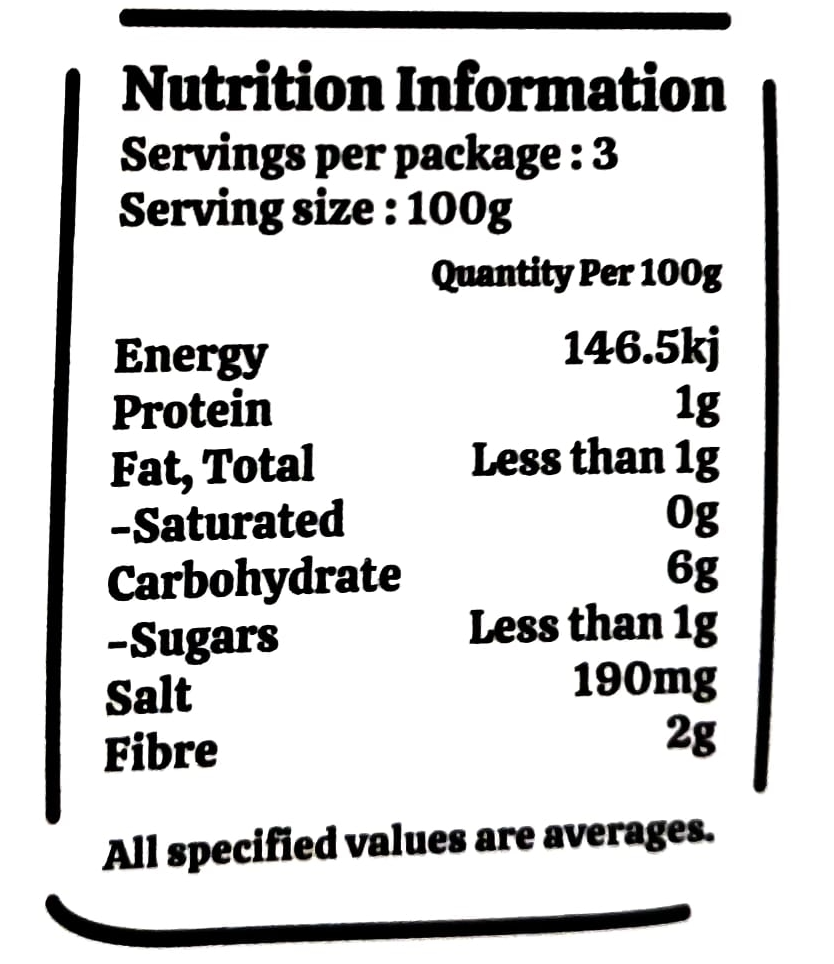 Nutrition Information
Servings per package : 3
Serving size : 100g
Quantity Per 100g
Energy 146.5kj
Protein 1g
Fat, Total Less than 1g
-Saturated 0g
Carbohydrate 6g
-Sugars Less than 1g
Salt 190mg
Fibre 2g
All specified values are averages.